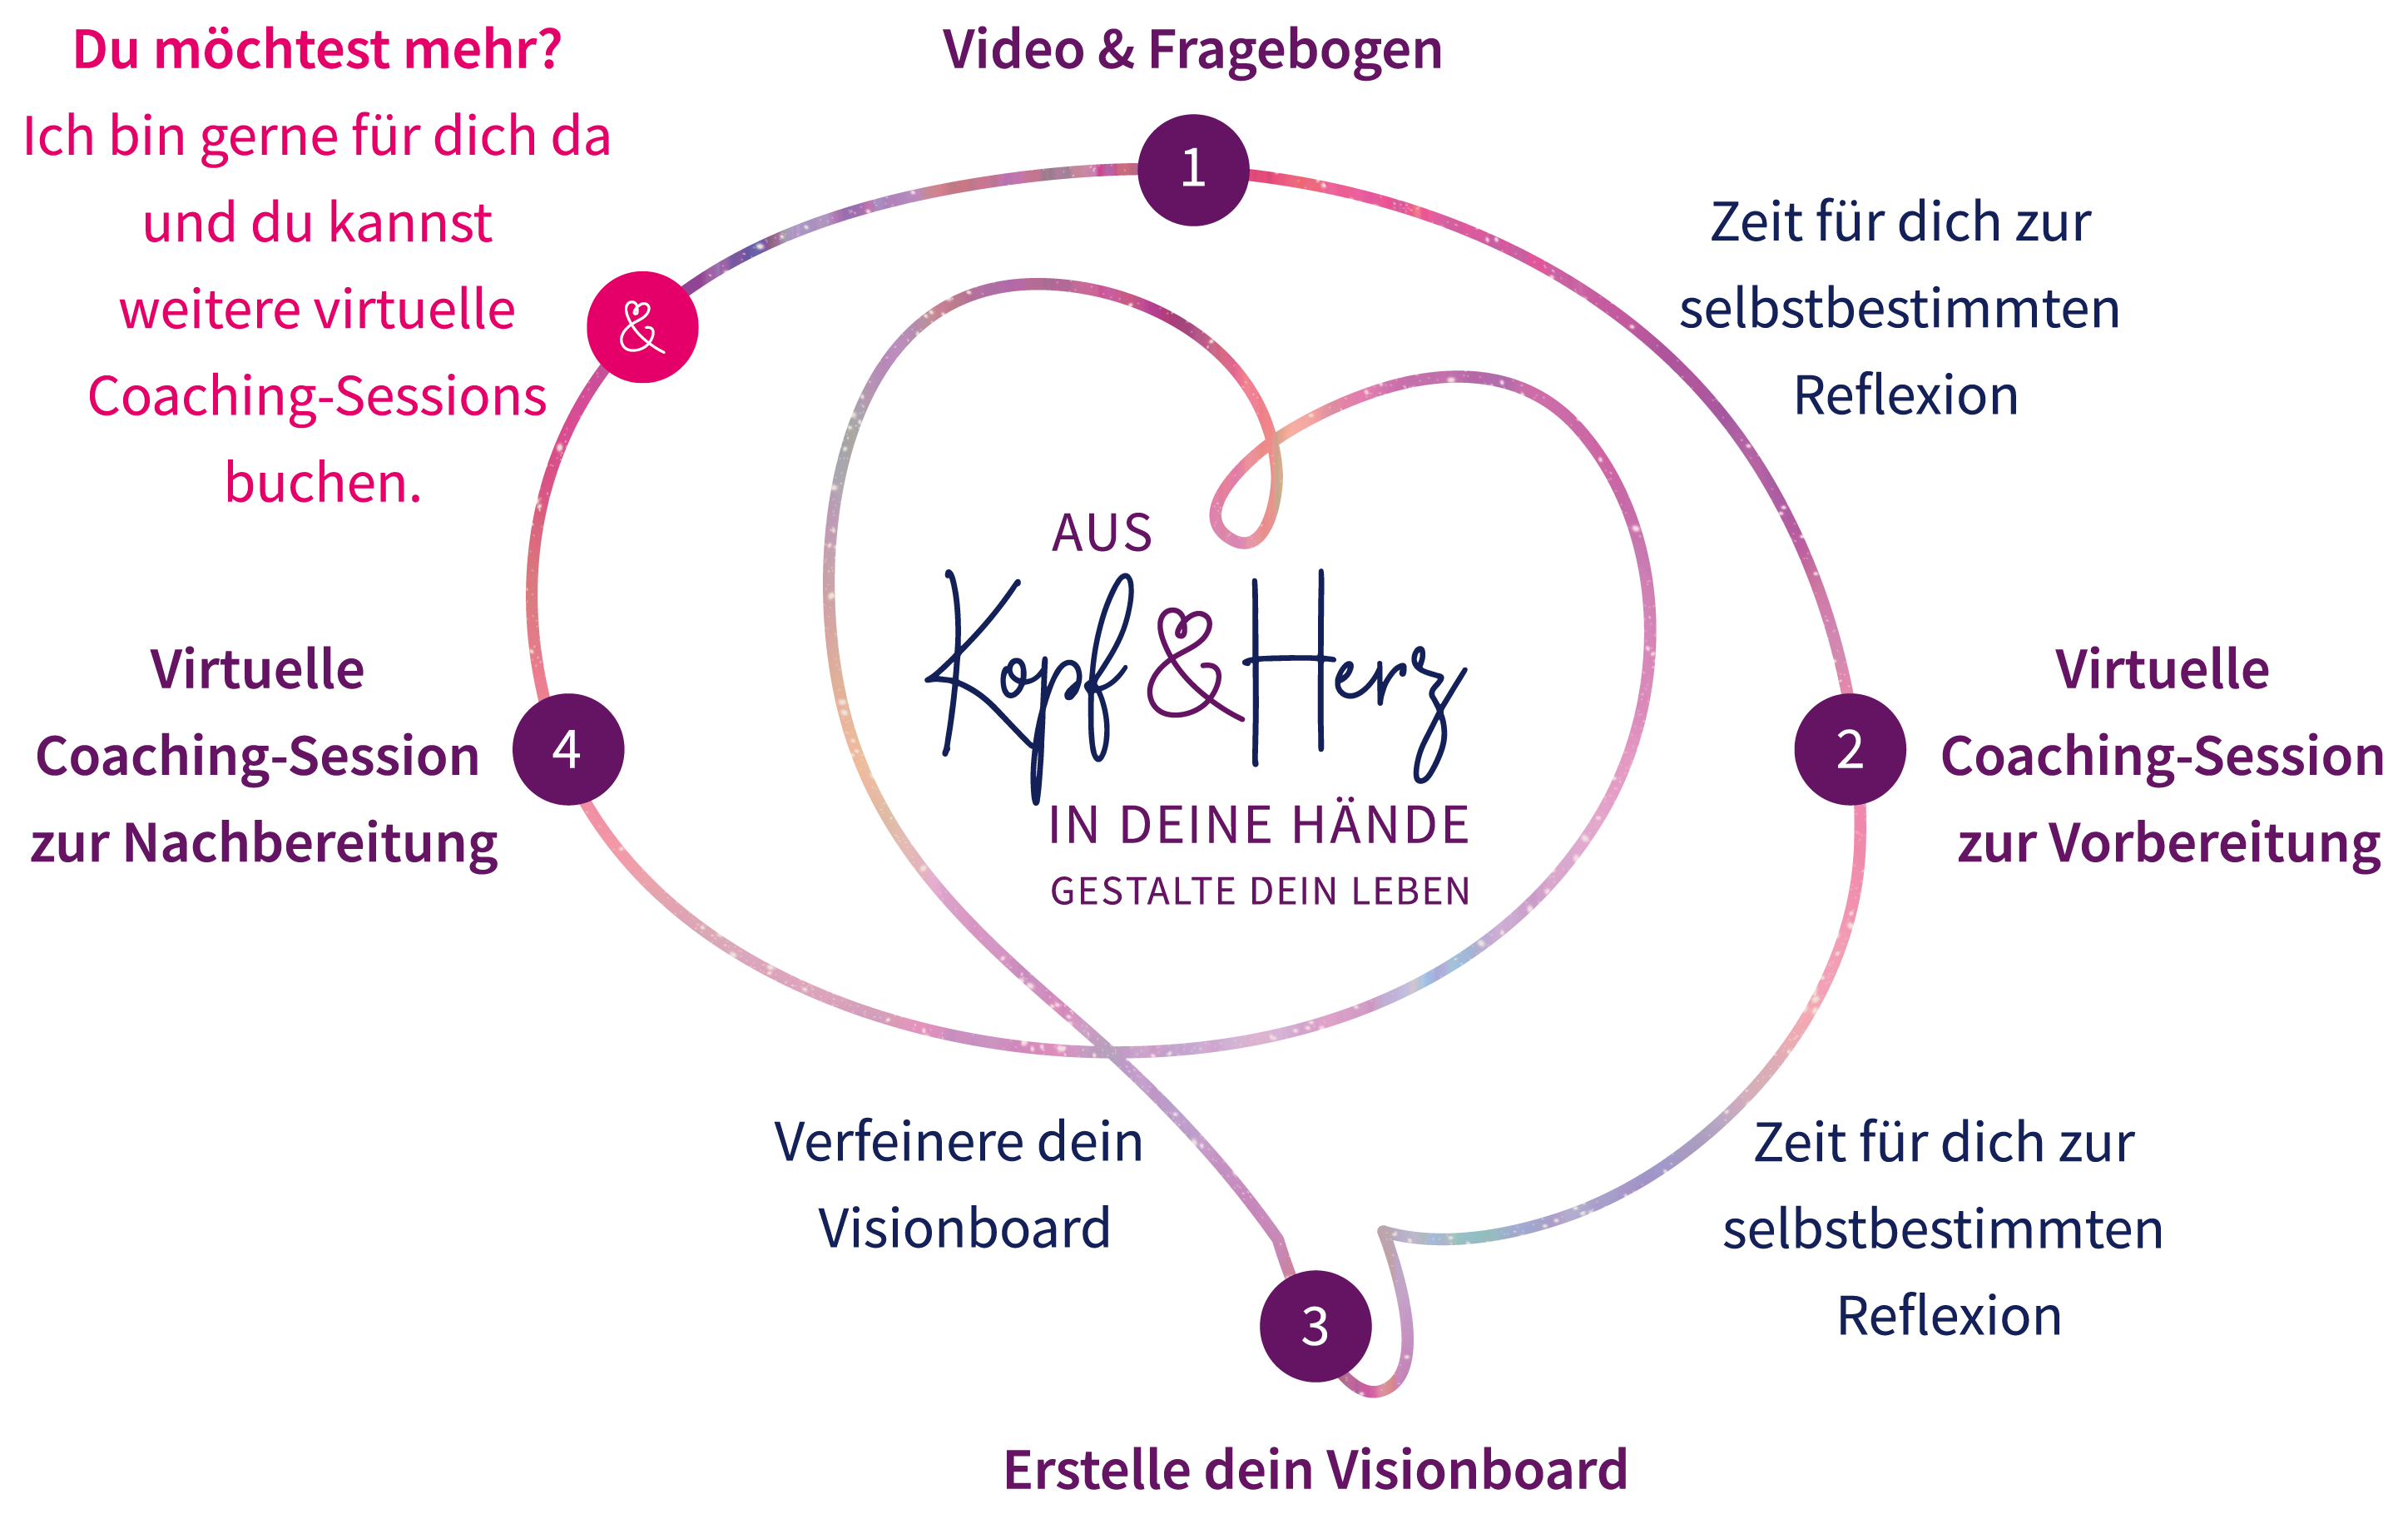 Video & Fragebogen
1
Zeit für dich zur
selbstbestimmten
Reflexion
2
Virtuelle
Coaching-Session
zur Vorbereitung
Zeit für dich zur
selbstbestimmten
Reflexion
3
Erstelle dein Visionboard
Verfeinere dein
Visionboard
4
Virtuelle
Coaching-Session
zur Nachbereitung
&
Du möchtest mehr?
Ich bin gerne für dich da
und du kannst
weitere virtuelle
Coaching-Sessions
buchen.
AUS
Kopf & Herz
IN DEINE HÄNDE
GESTALTE DEIN LEBEN